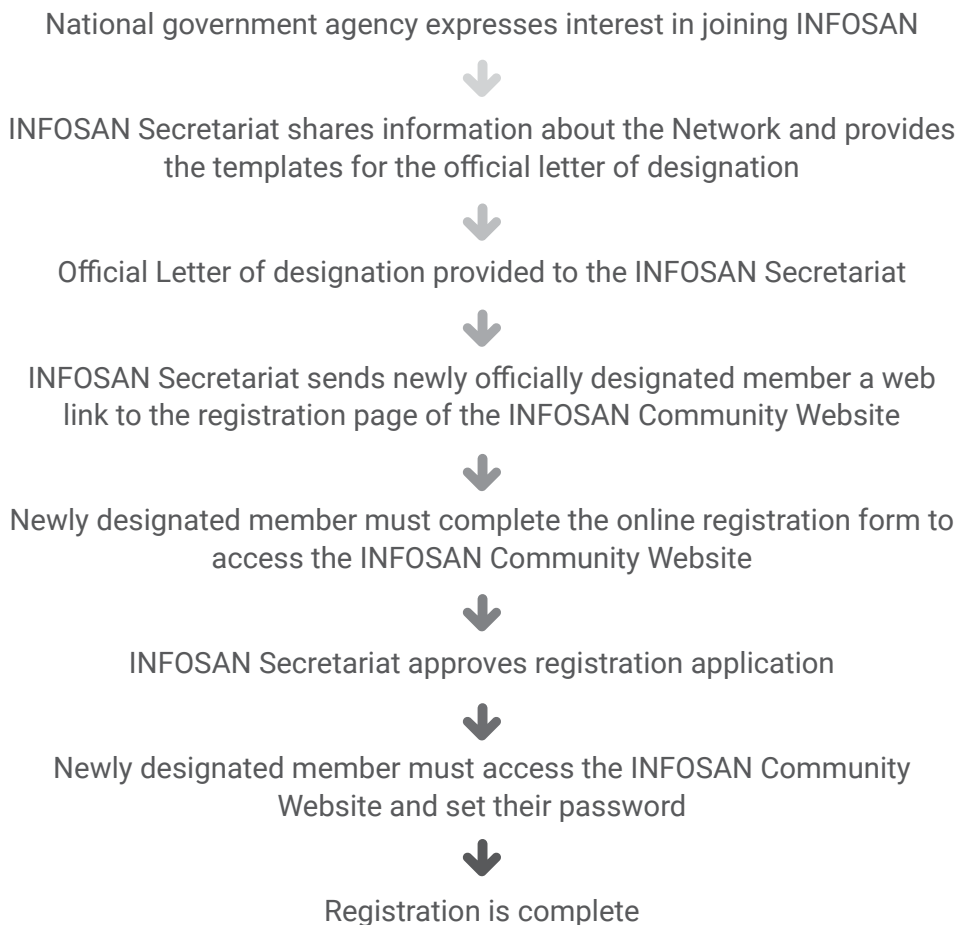 National government agency expresses interest in joining INFOSAN
INFOSAN Secretariat shares information about the Network and provides
the templates for the official letter of designation
Official Letter of designation provided to the INFOSAN Secretariat
INFOSAN Secretariat sends newly officially designated member a web
link to the registration page of the INFOSAN Community Website
Newly designated member must complete the online registration form to
access the INFOSAN Community Website
INFOSAN Secretariat approves registration application
Newly designated member must access the INFOSAN Community
Website and set their password
Registration is complete